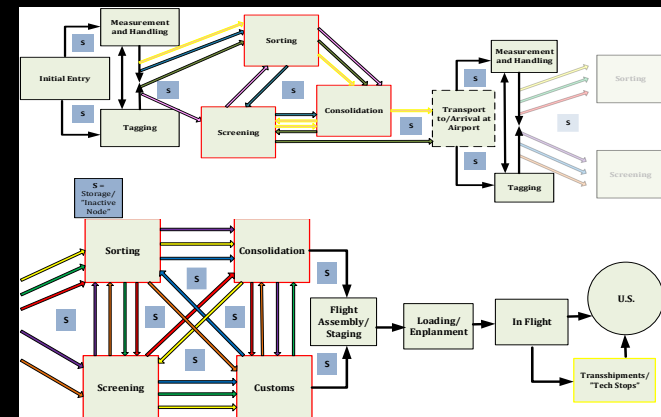 Measurement
and Handling
S
Sorting
Measurement
and Handling
S
Initial Entry
S
S
S
Consolidation
Sorting
S
Tagging
Screening
S
Transport
to/Arrival at
Airport
S
S
Tagging
Screening
S =
Storage/
"Inactive
Node"
Sorting
S
Consolidation
S
S
S
S
S
Flight
Assembly/
Staging
Loading/
Enplanment
In Flight
U.S.
S
S
Screening
Customs
Transshipments/
"Tech Stops"